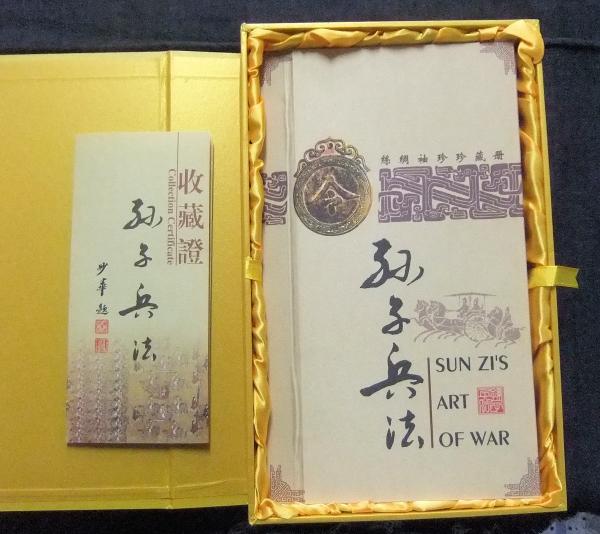 收藏證
Collection Certificate
孫子兵法
少華題
絲綢袖珍珍藏册
令
孫子兵法
SUN ZI'S
ART
OF WAR